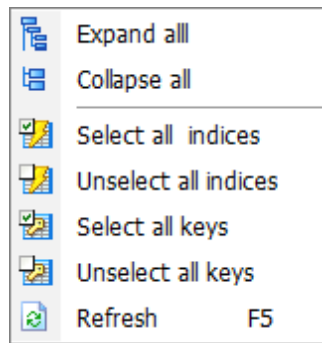 Expand alll
Collapse all
Select all  indices
Unselect all indices
Select all keys
Unselect all keys
Refresh F5